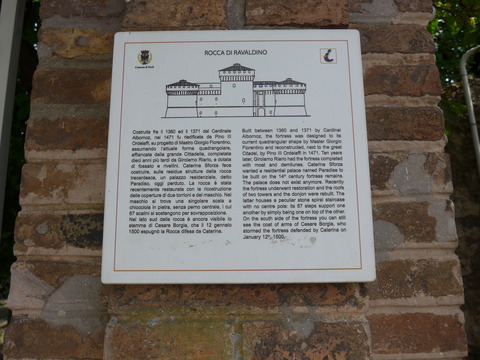 ROCCA DI RAVALDINO
Comune di Forlì
Costruita fra il 1360 ed il 1371 dal Cardinale
Albornoz, nel 1471 fu riedificata da Pino III
Ordelaffi, su progetto di Mastro Giorgio Fiorentino,
assumendo l'attuale forma quadrangolare,
affiancata dalla grande Cittadella, completata
dieci anni più tardi da Girolamo Riario, e dotata
di fossato e rivellini. Caterina Sforza fece
costruire, sulle residue strutture della rocca
trecentesca, un palazzo residenziale, detto
Paradiso, oggi perduto. La rocca è stata
recentemente restaurata con la ricostruzione
delle coperture di due torrioni e del maschio. Nel
maschio si trova una singolare scala a
chiocciola in pietra, senza perno centrale, i cui
67 scalini si sostengono per sovrapposizione.
Nel lato sud della rocca è ancora visibile lo
stemma di Cesare Borgia, che il 12 gennaio
1500 espugnò la Rocca difesa da Caterina.
Built between 1360 and 1371 by Cardinal
Albornoz, the fortress was designed to its
current quadrangular shape by Master Giorgio
Fiorentino and reconstructed, next to the great
Citadel, by Pino III Ordelaffi in 1471. Ten years
later, Girolamo Riario had the fortress completed
with moat and demilunes. Caterina Sforza
wanted a residential palace named Paradise to
be built on the 14th century fortress remains.
The palace does not exist anymore. Recently
the fortress underwent restoration and the roofs
of two towers and the donjon were rebuilt. The
latter houses a peculiar stone spiral staircase
with no centre pole: its 67 steps support one
another by simply being one on top of the other.
On the south side of the fortress you can still
see the coat of arms of Cesare Borgia, who
stormed the fortress defended by Caterina on
January 12th, 1500.